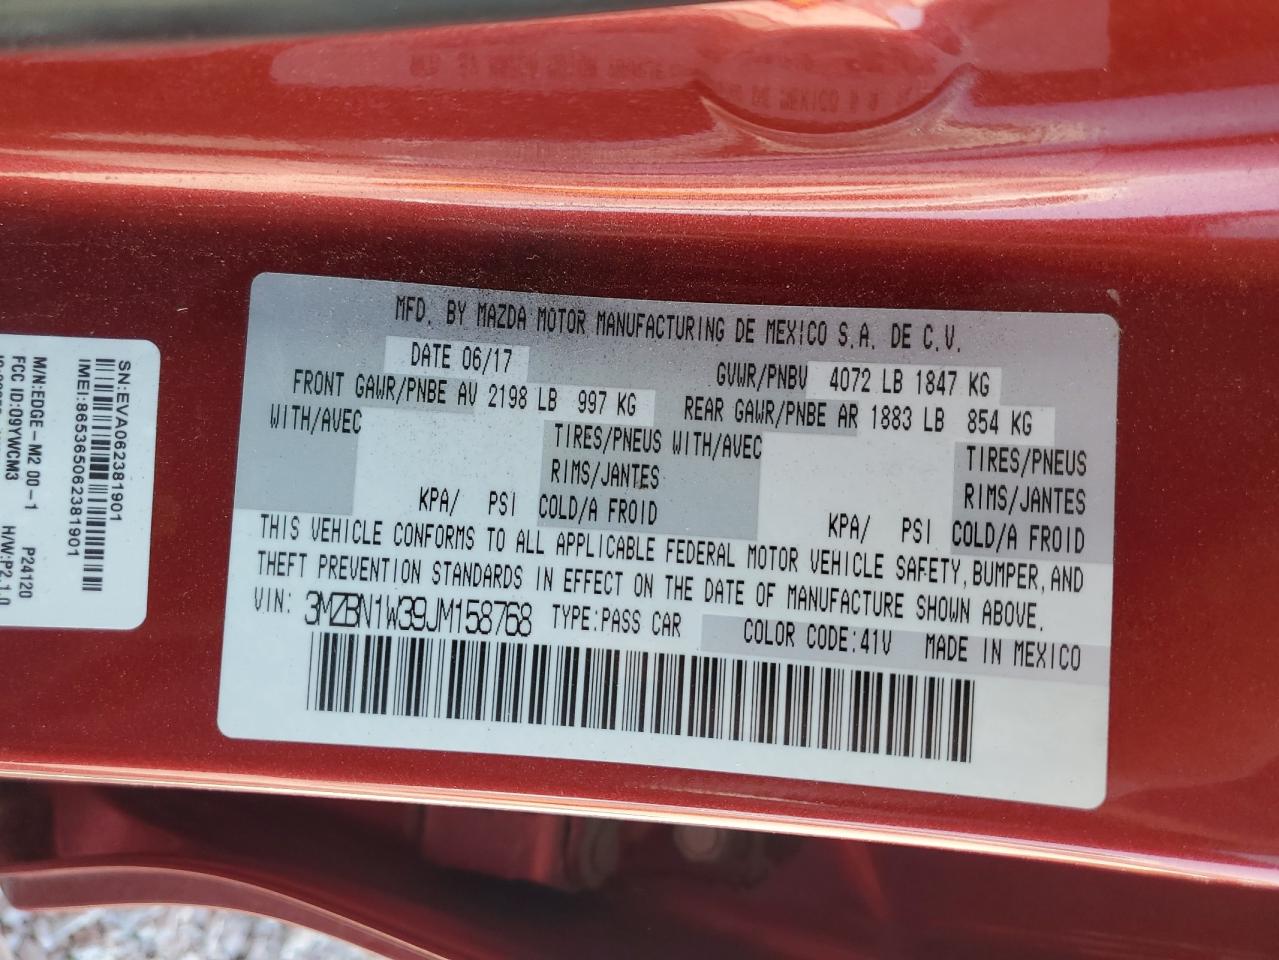 MFD. BY MAZDA MOTOR MANUFACTURING DE MEXICO S.A. DE C.V.
DATE 06/17 GVWR/PNBV 4072 LB 1847 KG
FRONT GAWR/PNBE AV 2198 LB 997 KG REAR GAWR/PNBE AR 1883 LB 854 KG
WITH/AVEC TIRES/PNEUS WITH/AVEC TIRES/PNEUS
RIMS/JANTES RIMS/JANTES
KPA/ PSI COLD/A FROID KPA/ PSI COLD/A FROID
THIS VEHICLE CONFORMS TO ALL APPLICABLE FEDERAL MOTOR VEHICLE SAFETY, BUMPER, AND
THEFT PREVENTION STANDARDS IN EFFECT ON THE DATE OF MANUFACTURE SHOWN ABOVE.
VIN: 3MZBN1W39JM158768 TYPE:PASS CAR COLOR CODE:41V MADE IN MEXICO
SN:EVA062381901
IMEI:865365062381901
M/N:EDGE-M2 00-1 P24120
FCC ID:O9YWCM3 H/W:P2.1.0